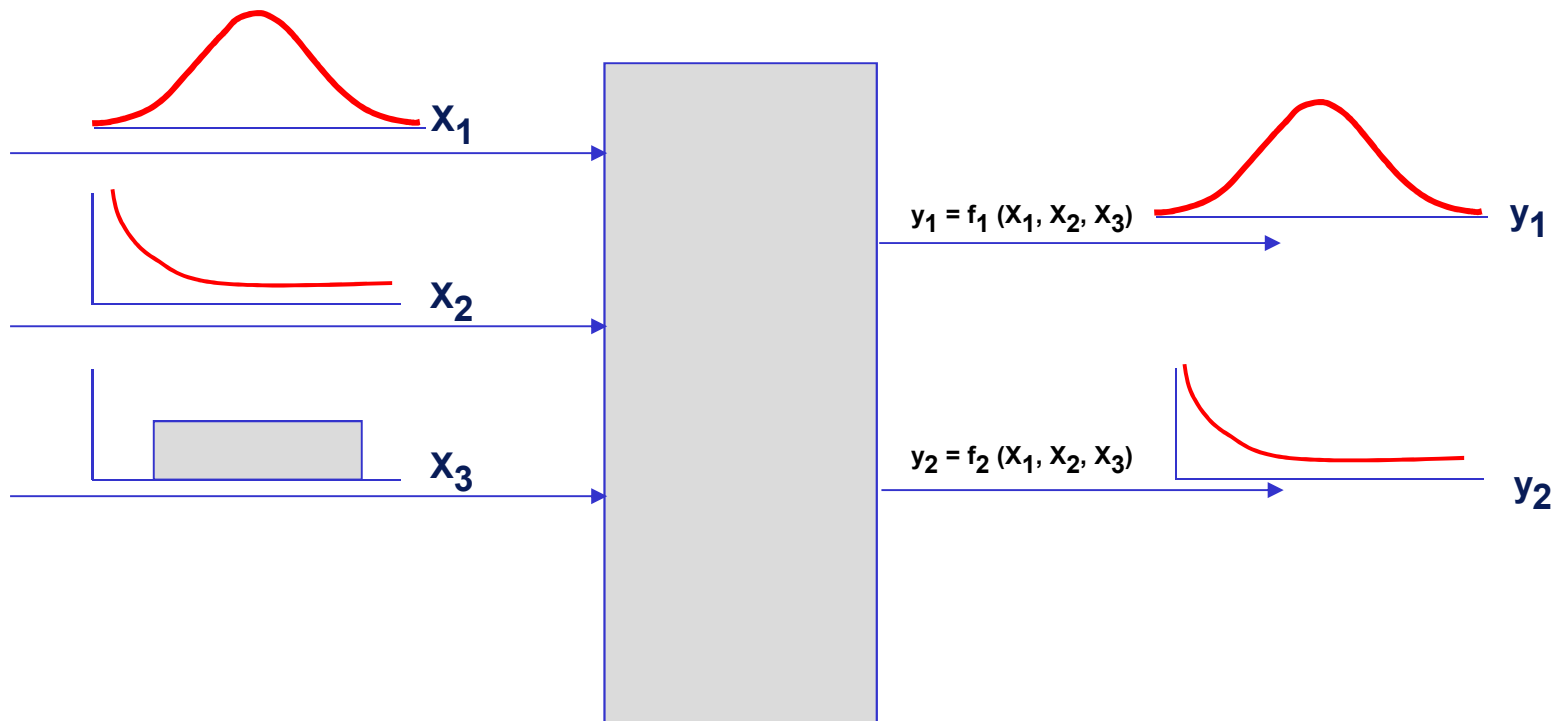 X₁
y₁ = f₁ (X₁, X₂, X₃)
y₁
X₂
X₃
y₂ = f₂ (X₁, X₂, X₃)
y₂